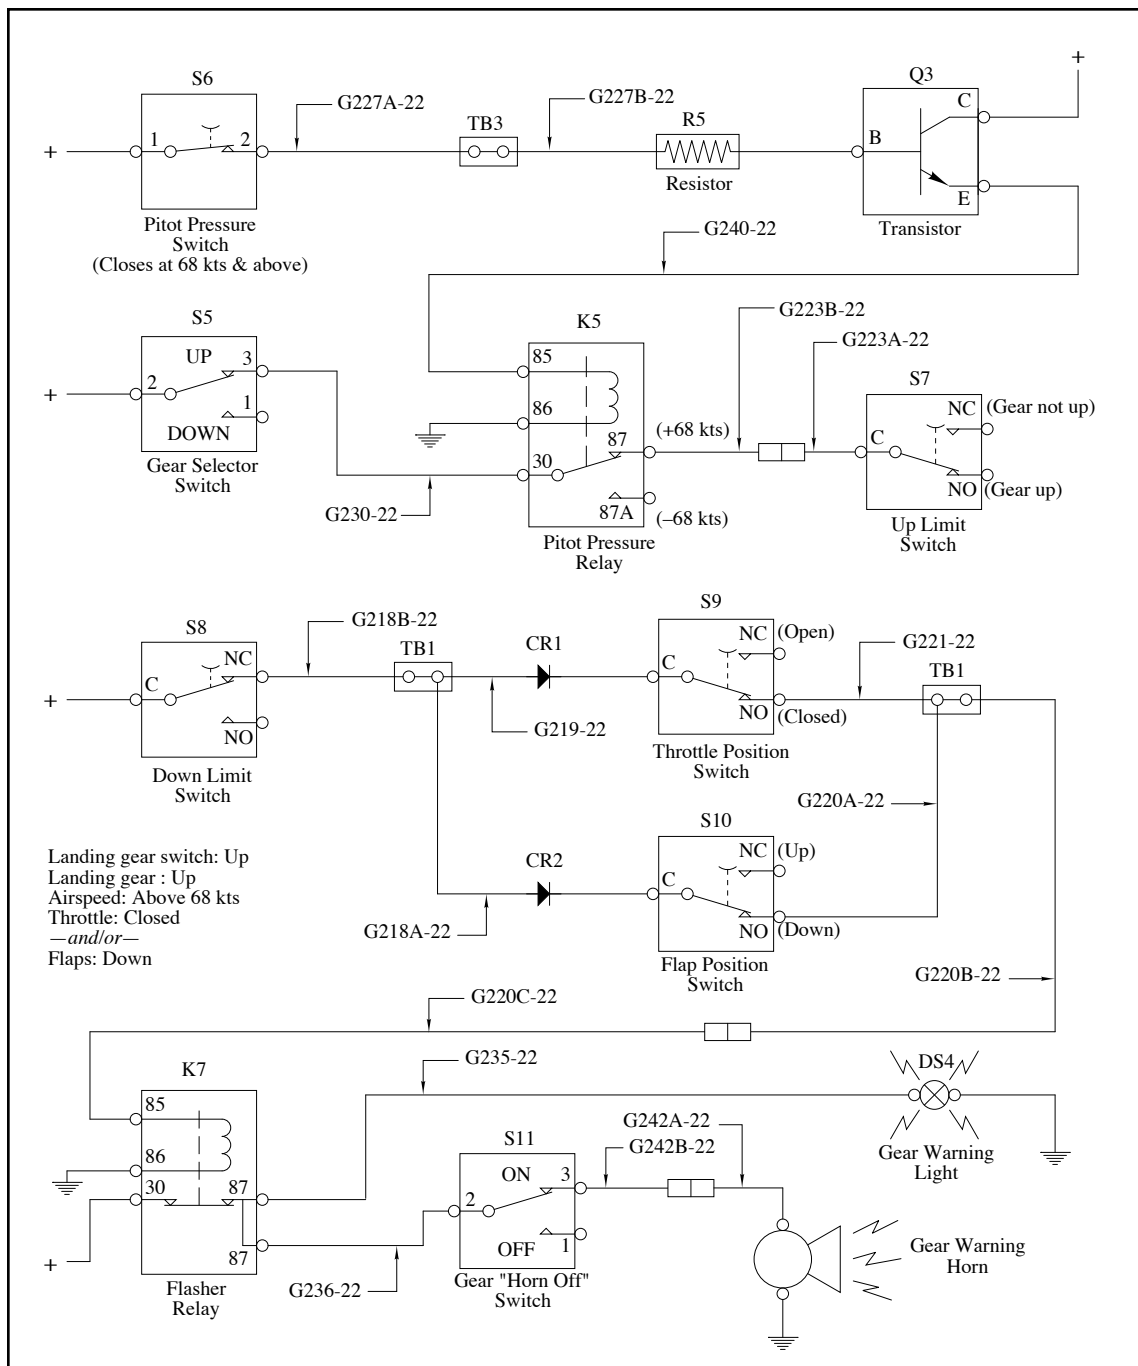 S6
1
2
Pitot Pressure
Switch
(Closes at 68 kts & above)
+
G227A-22
TB3
G227B-22
R5
Resistor
Q3
B
C
E
Transistor
+
G240-22
S5
UP
2
3
1
DOWN
Gear Selector
Switch
+
G230-22
K5
85
86
30
87
87A
(+68 kts)
(–68 kts)
Pitot Pressure
Relay
G223B-22
G223A-22
S7
C
NC
(Gear not up)
NO
(Gear up)
Up Limit
Switch
S8
C
NC
NO
Down Limit
Switch
+
G218B-22
TB1
CR1
G219-22
S9
C
NC
(Open)
NO
(Closed)
Throttle Position
Switch
G221-22
TB1
G220A-22
CR2
G218A-22
S10
C
NC
(Up)
NO
(Down)
Flap Position
Switch
G220B-22
Landing gear switch: Up
Landing gear : Up
Airspeed: Above 68 kts
Throttle: Closed
—and/or—
Flaps: Down
G220C-22
K7
85
86
30
87
87
+
Flasher
Relay
G235-22
DS4
Gear Warning
Light
G236-22
S11
ON
2
3
1
OFF
Gear "Horn Off"
Switch
G242A-22
G242B-22
Gear Warning
Horn